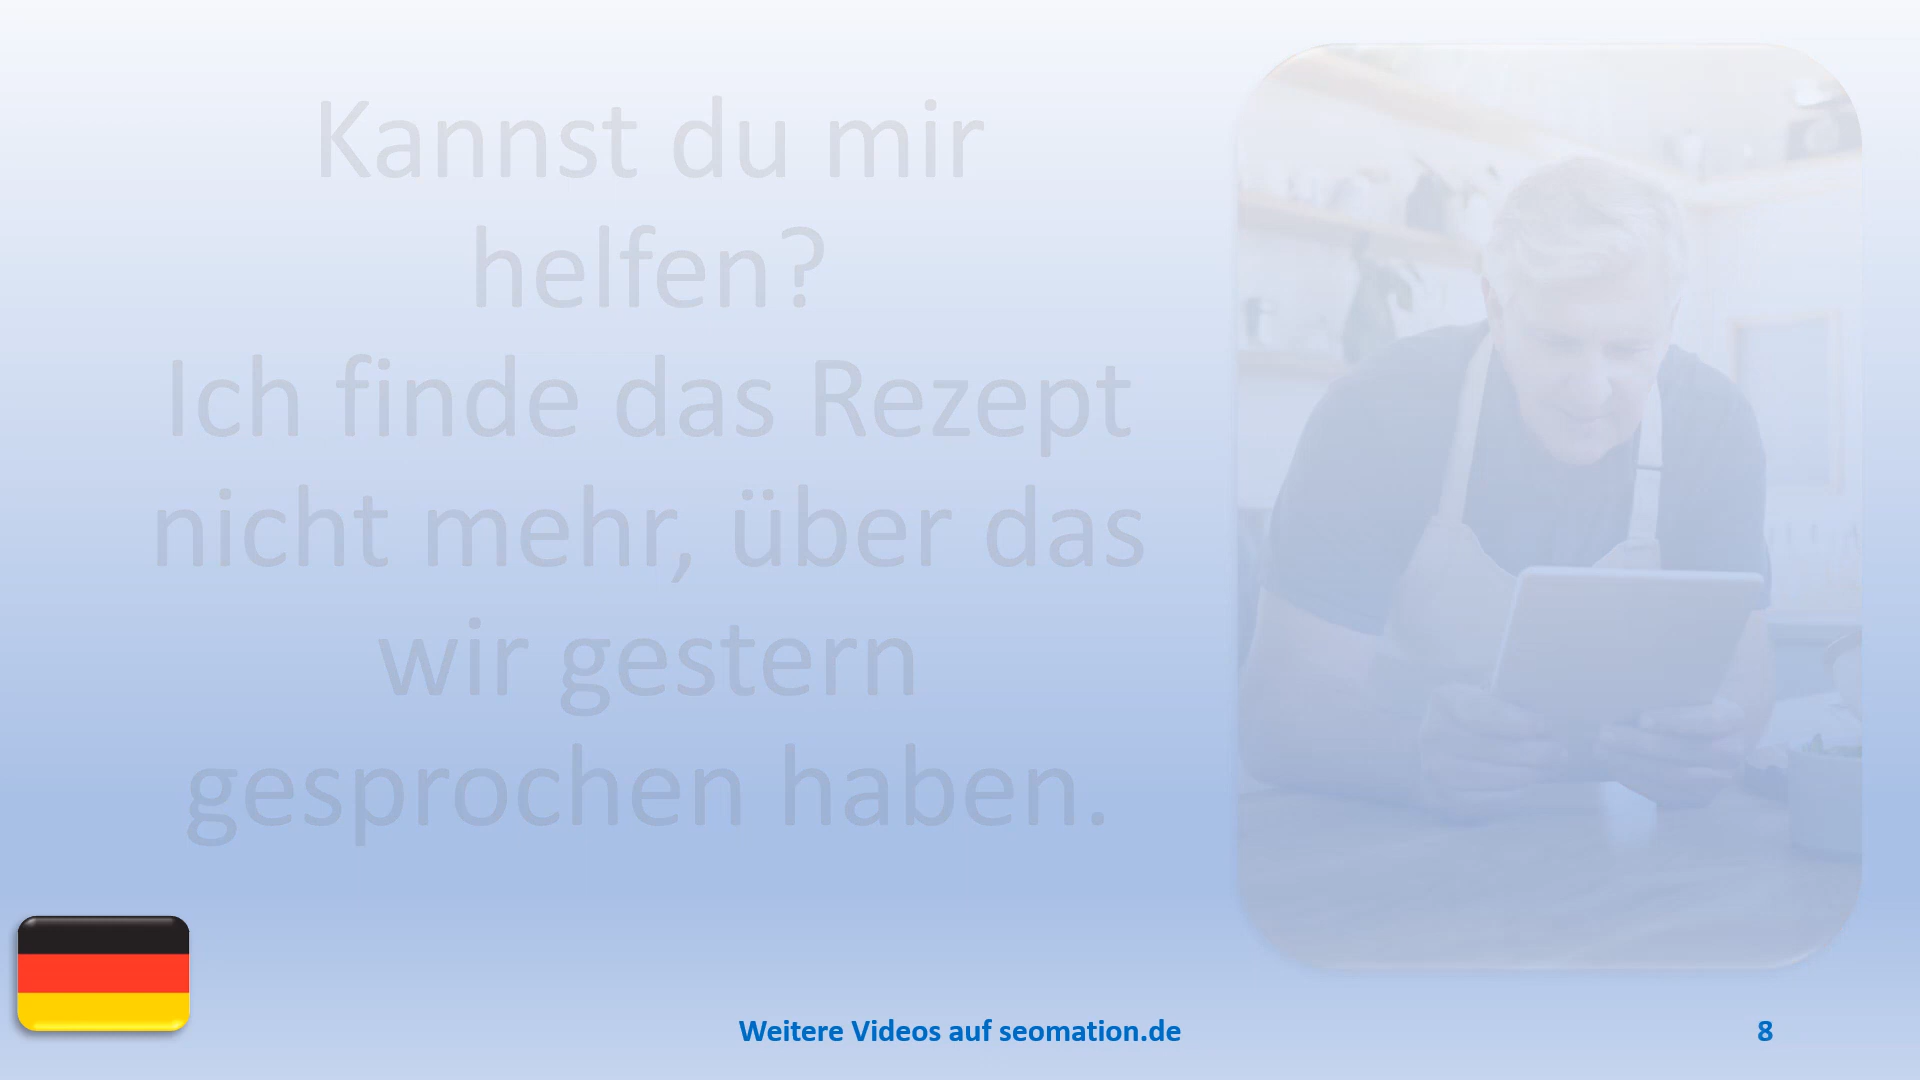 Kannst du mir
helfen?
Ich finde das Rezept
nicht mehr, über das
wir gestern
gesprochen haben.
Weitere Videos auf seomation.de
8